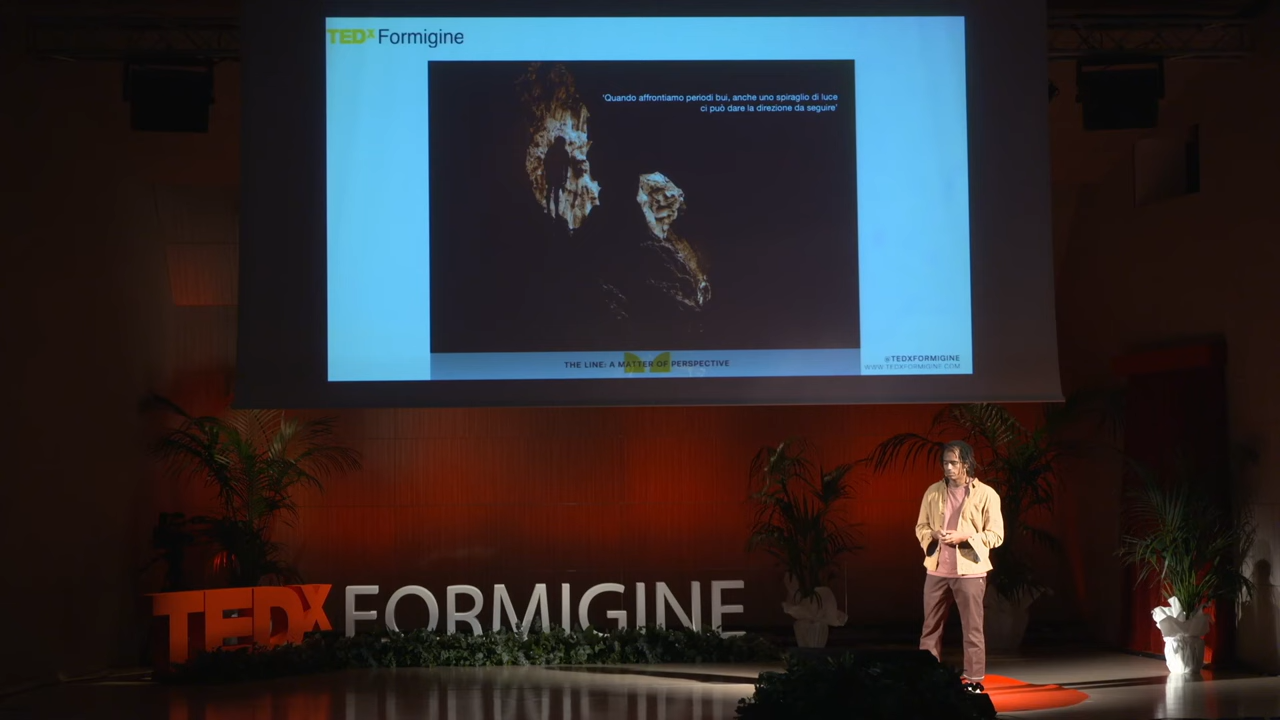 TEDx Formigine
'Quando affrontiamo periodi bui, anche uno spiraglio di luce
ci può dare la direzione da seguire'
THE LINE: A MATTER OF PERSPECTIVE
@TEDXFORMIGINE
WWW.TEDXFORMIGINE.COM
TEDx FORMIGINE